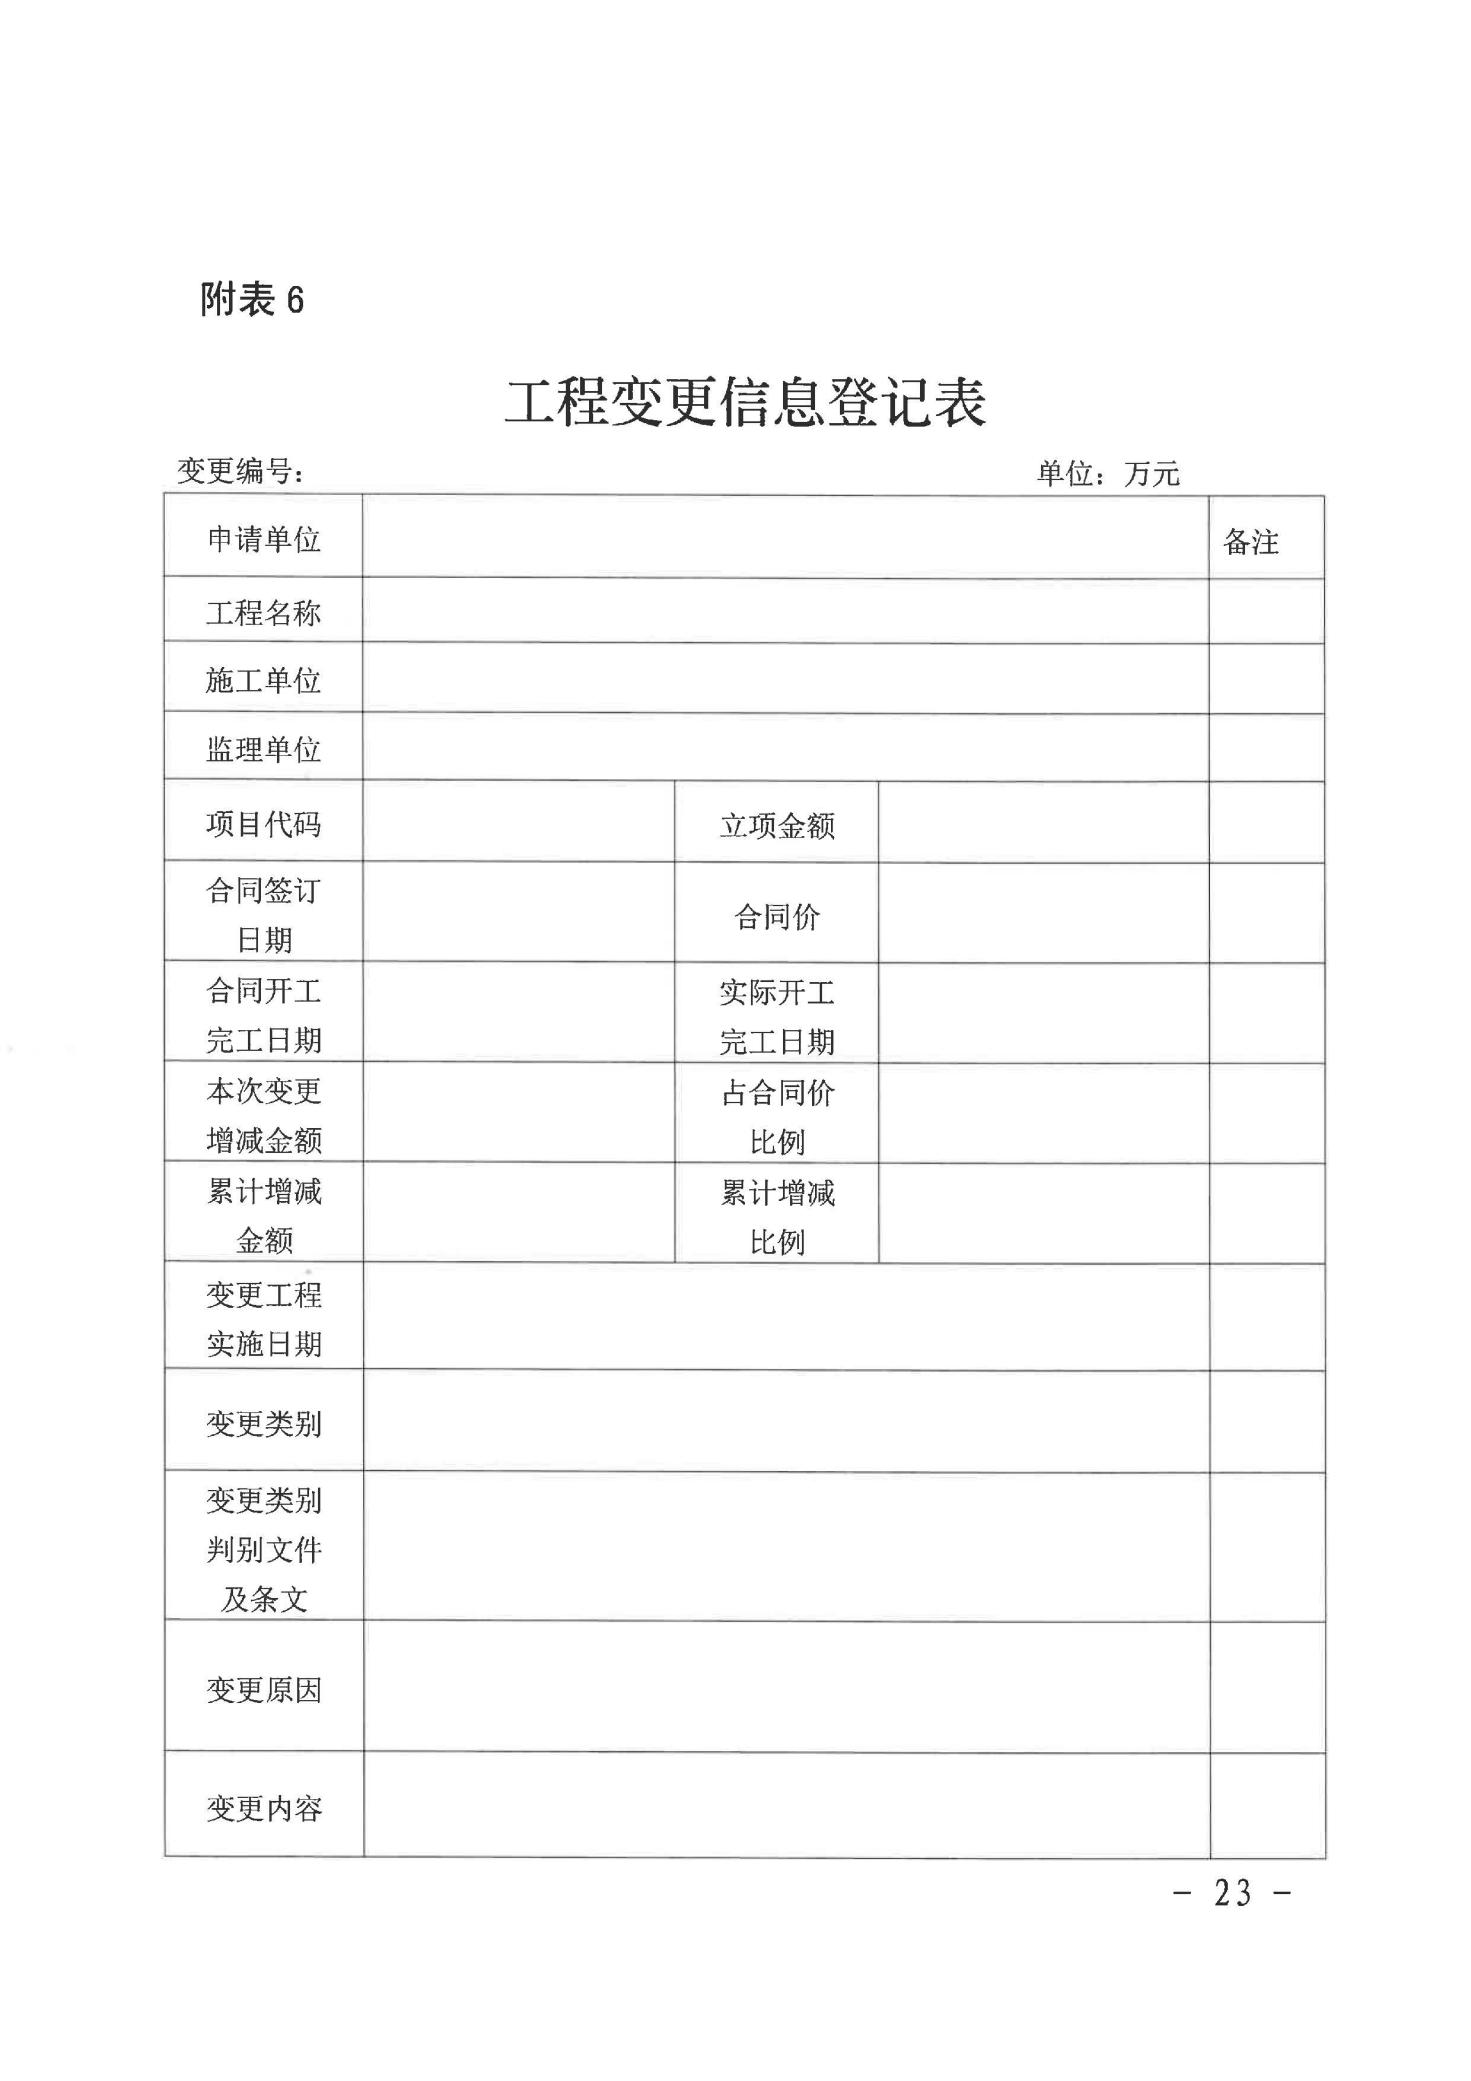 附表 6
工程变更信息登记表
变更编号： 单位：万元
申请单位 备注
工程名称
施工单位
监理单位
项目代码 立项金额
合同签订
日期
合同价
合同开工
完工日期
实际开工
完工日期
本次变更
增减金额
占合同价
比例
累计增减
金额
累计增减
比例
变更工程
实施日期
变更类别
变更类别
判别文件
及条文
变更原因
变更内容
- 23 -